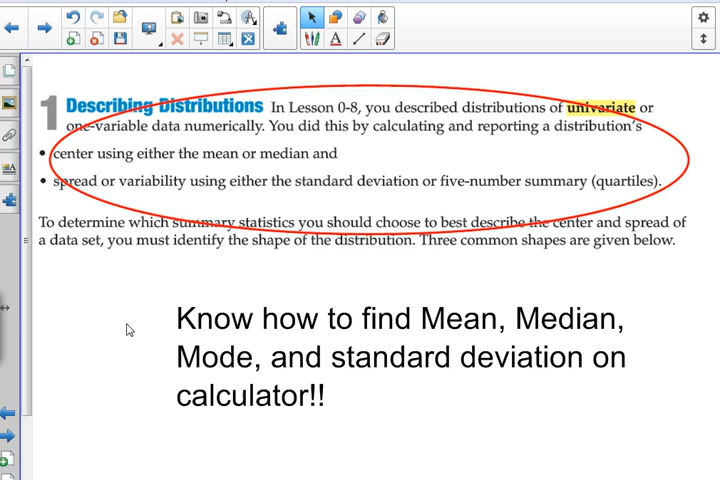 1 Describing Distributions In Lesson 0-8, you described distributions of univariate or
one-variable data numerically. You did this by calculating and reporting a distribution's
• center using either the mean or median and
• spread or variability using either the standard deviation or five-number summary (quartiles).
To determine which summary statistics you should choose to best describe the center and spread of
a data set, you must identify the shape of the distribution. Three common shapes are given below.
Know how to find Mean, Median,
Mode, and standard deviation on
calculator!!